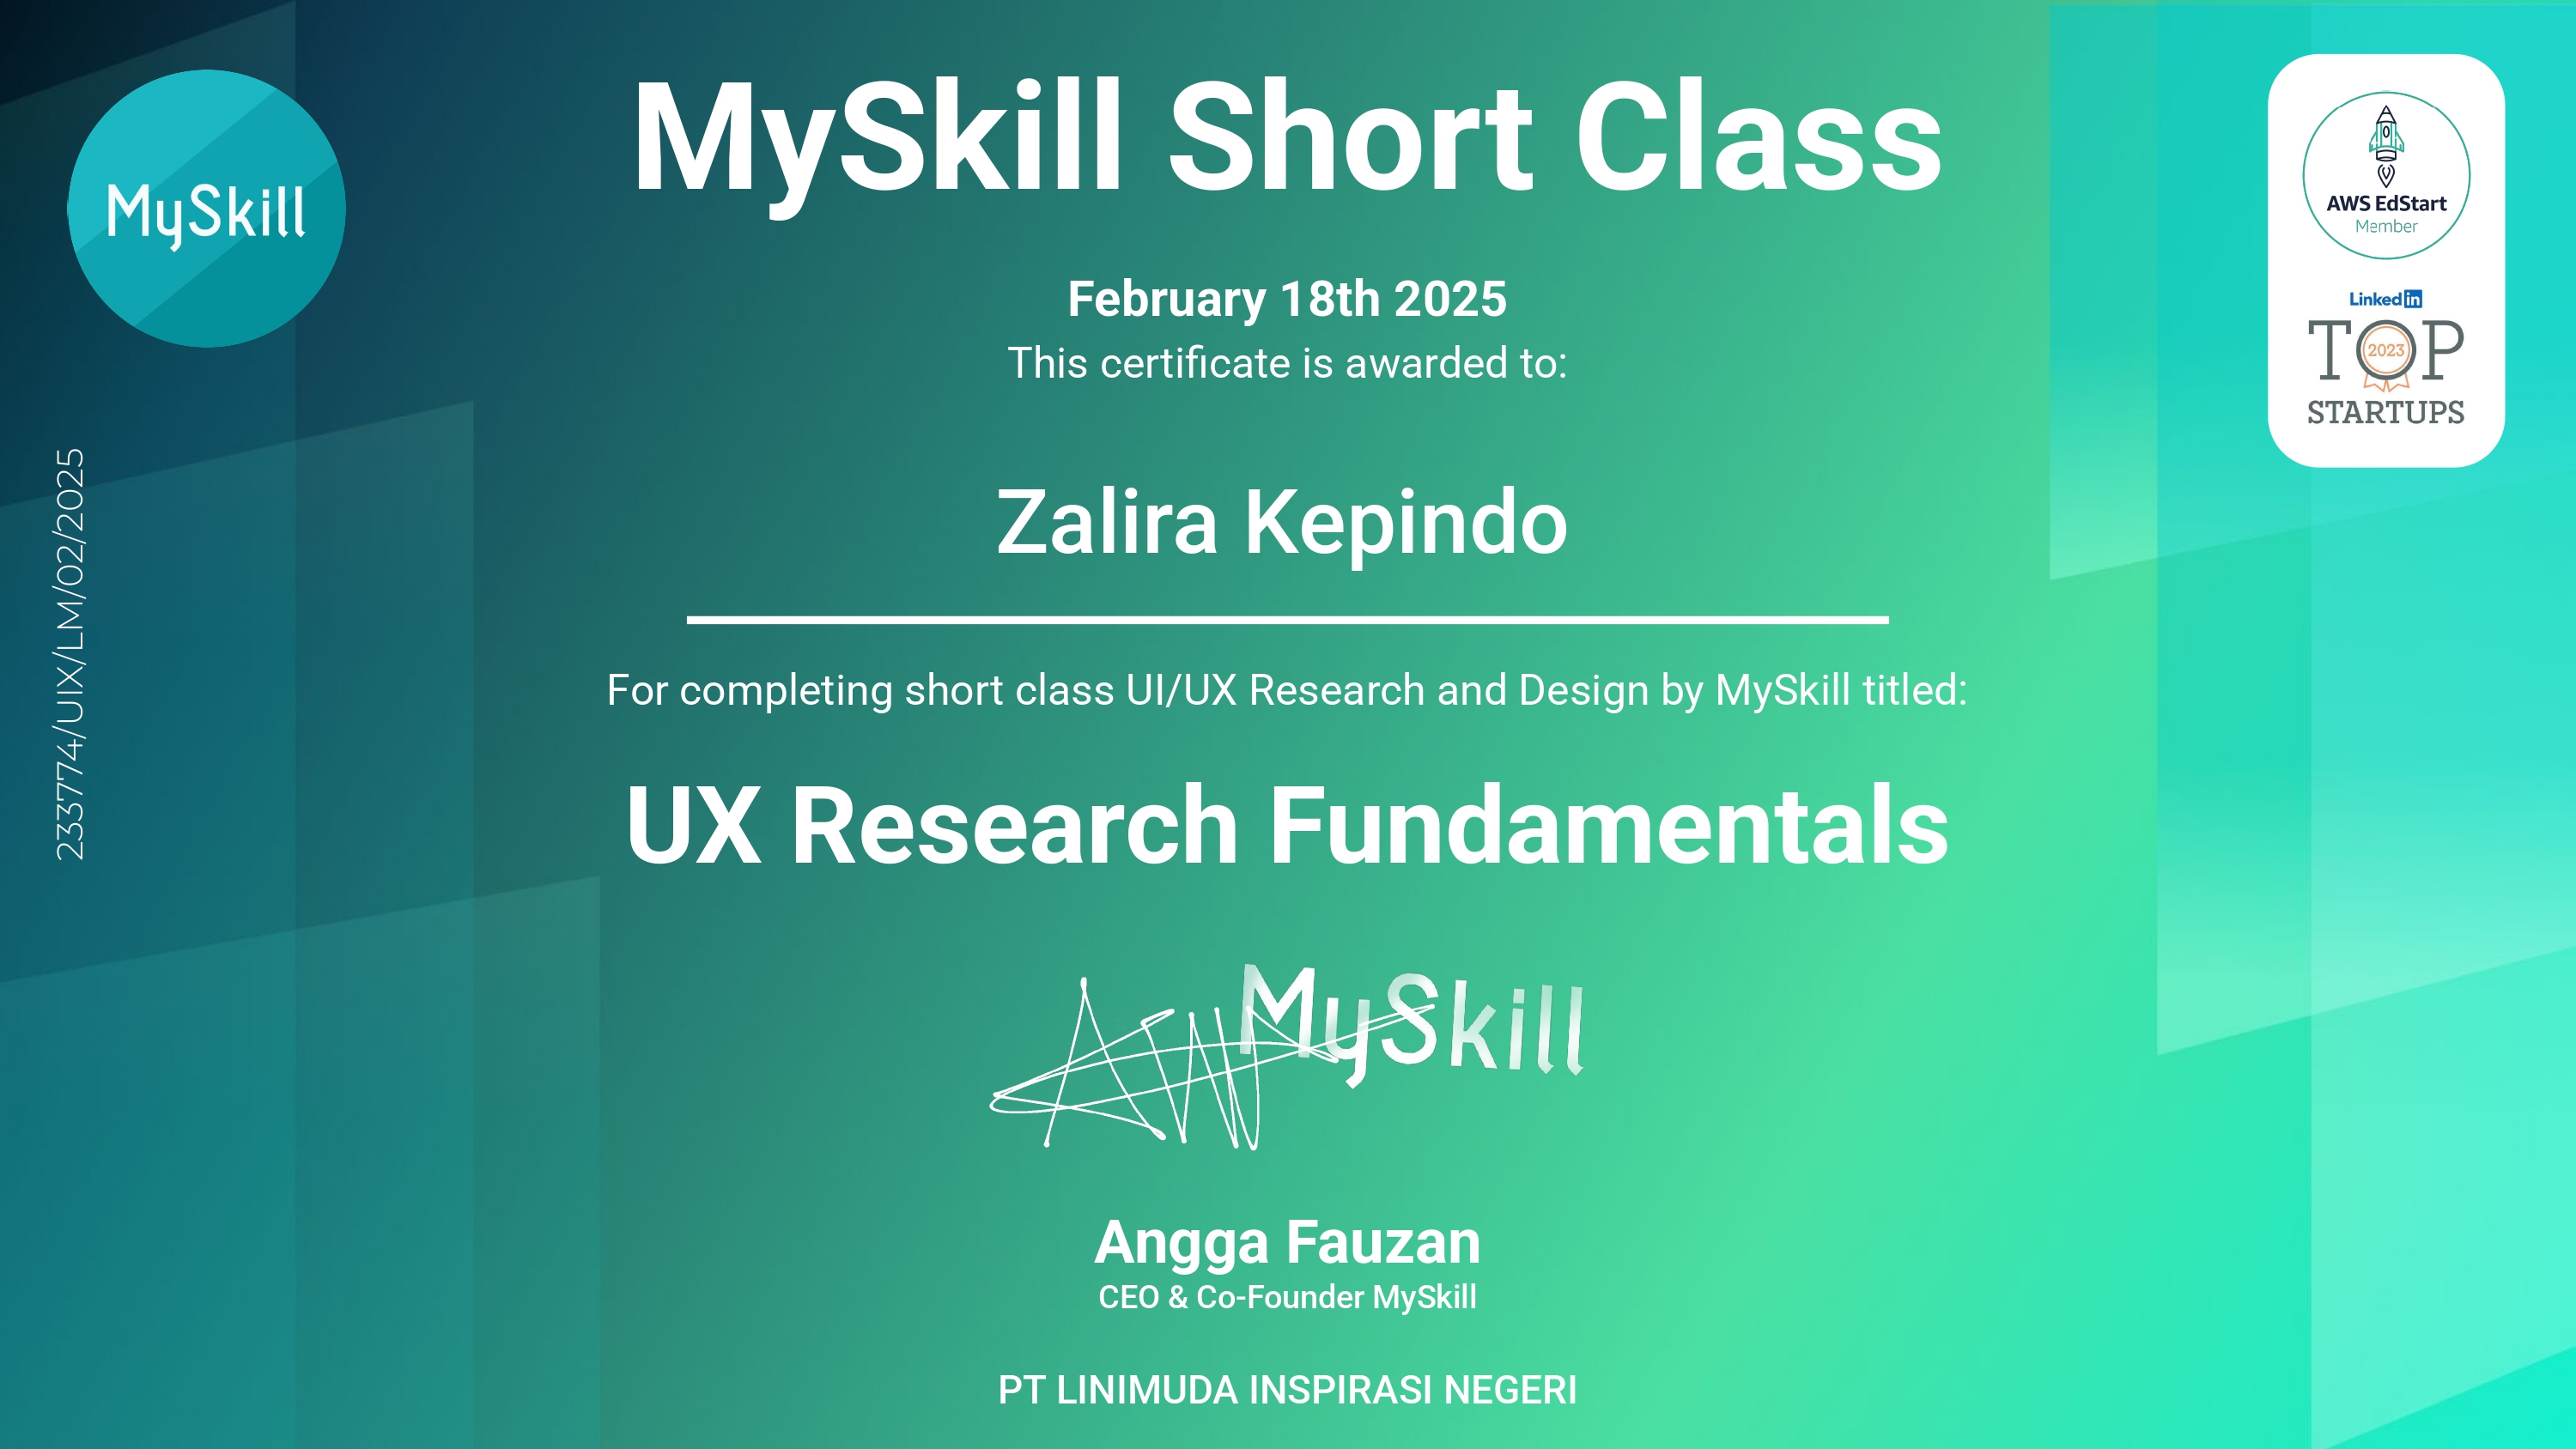 MySkill Short Class
MySkill
AWS EdStart
Member
Linked in
TOP
2023
STARTUPS
February 18th 2025
This certificate is awarded to:
Zalira Kepindo
233774/UIX/LM/02/2025
For completing short class UI/UX Research and Design by MySkill titled:
UX Research Fundamentals
MySkill
Angga Fauzan
CEO & Co-Founder MySkill
PT LINIMUDA INSPIRASI NEGERI